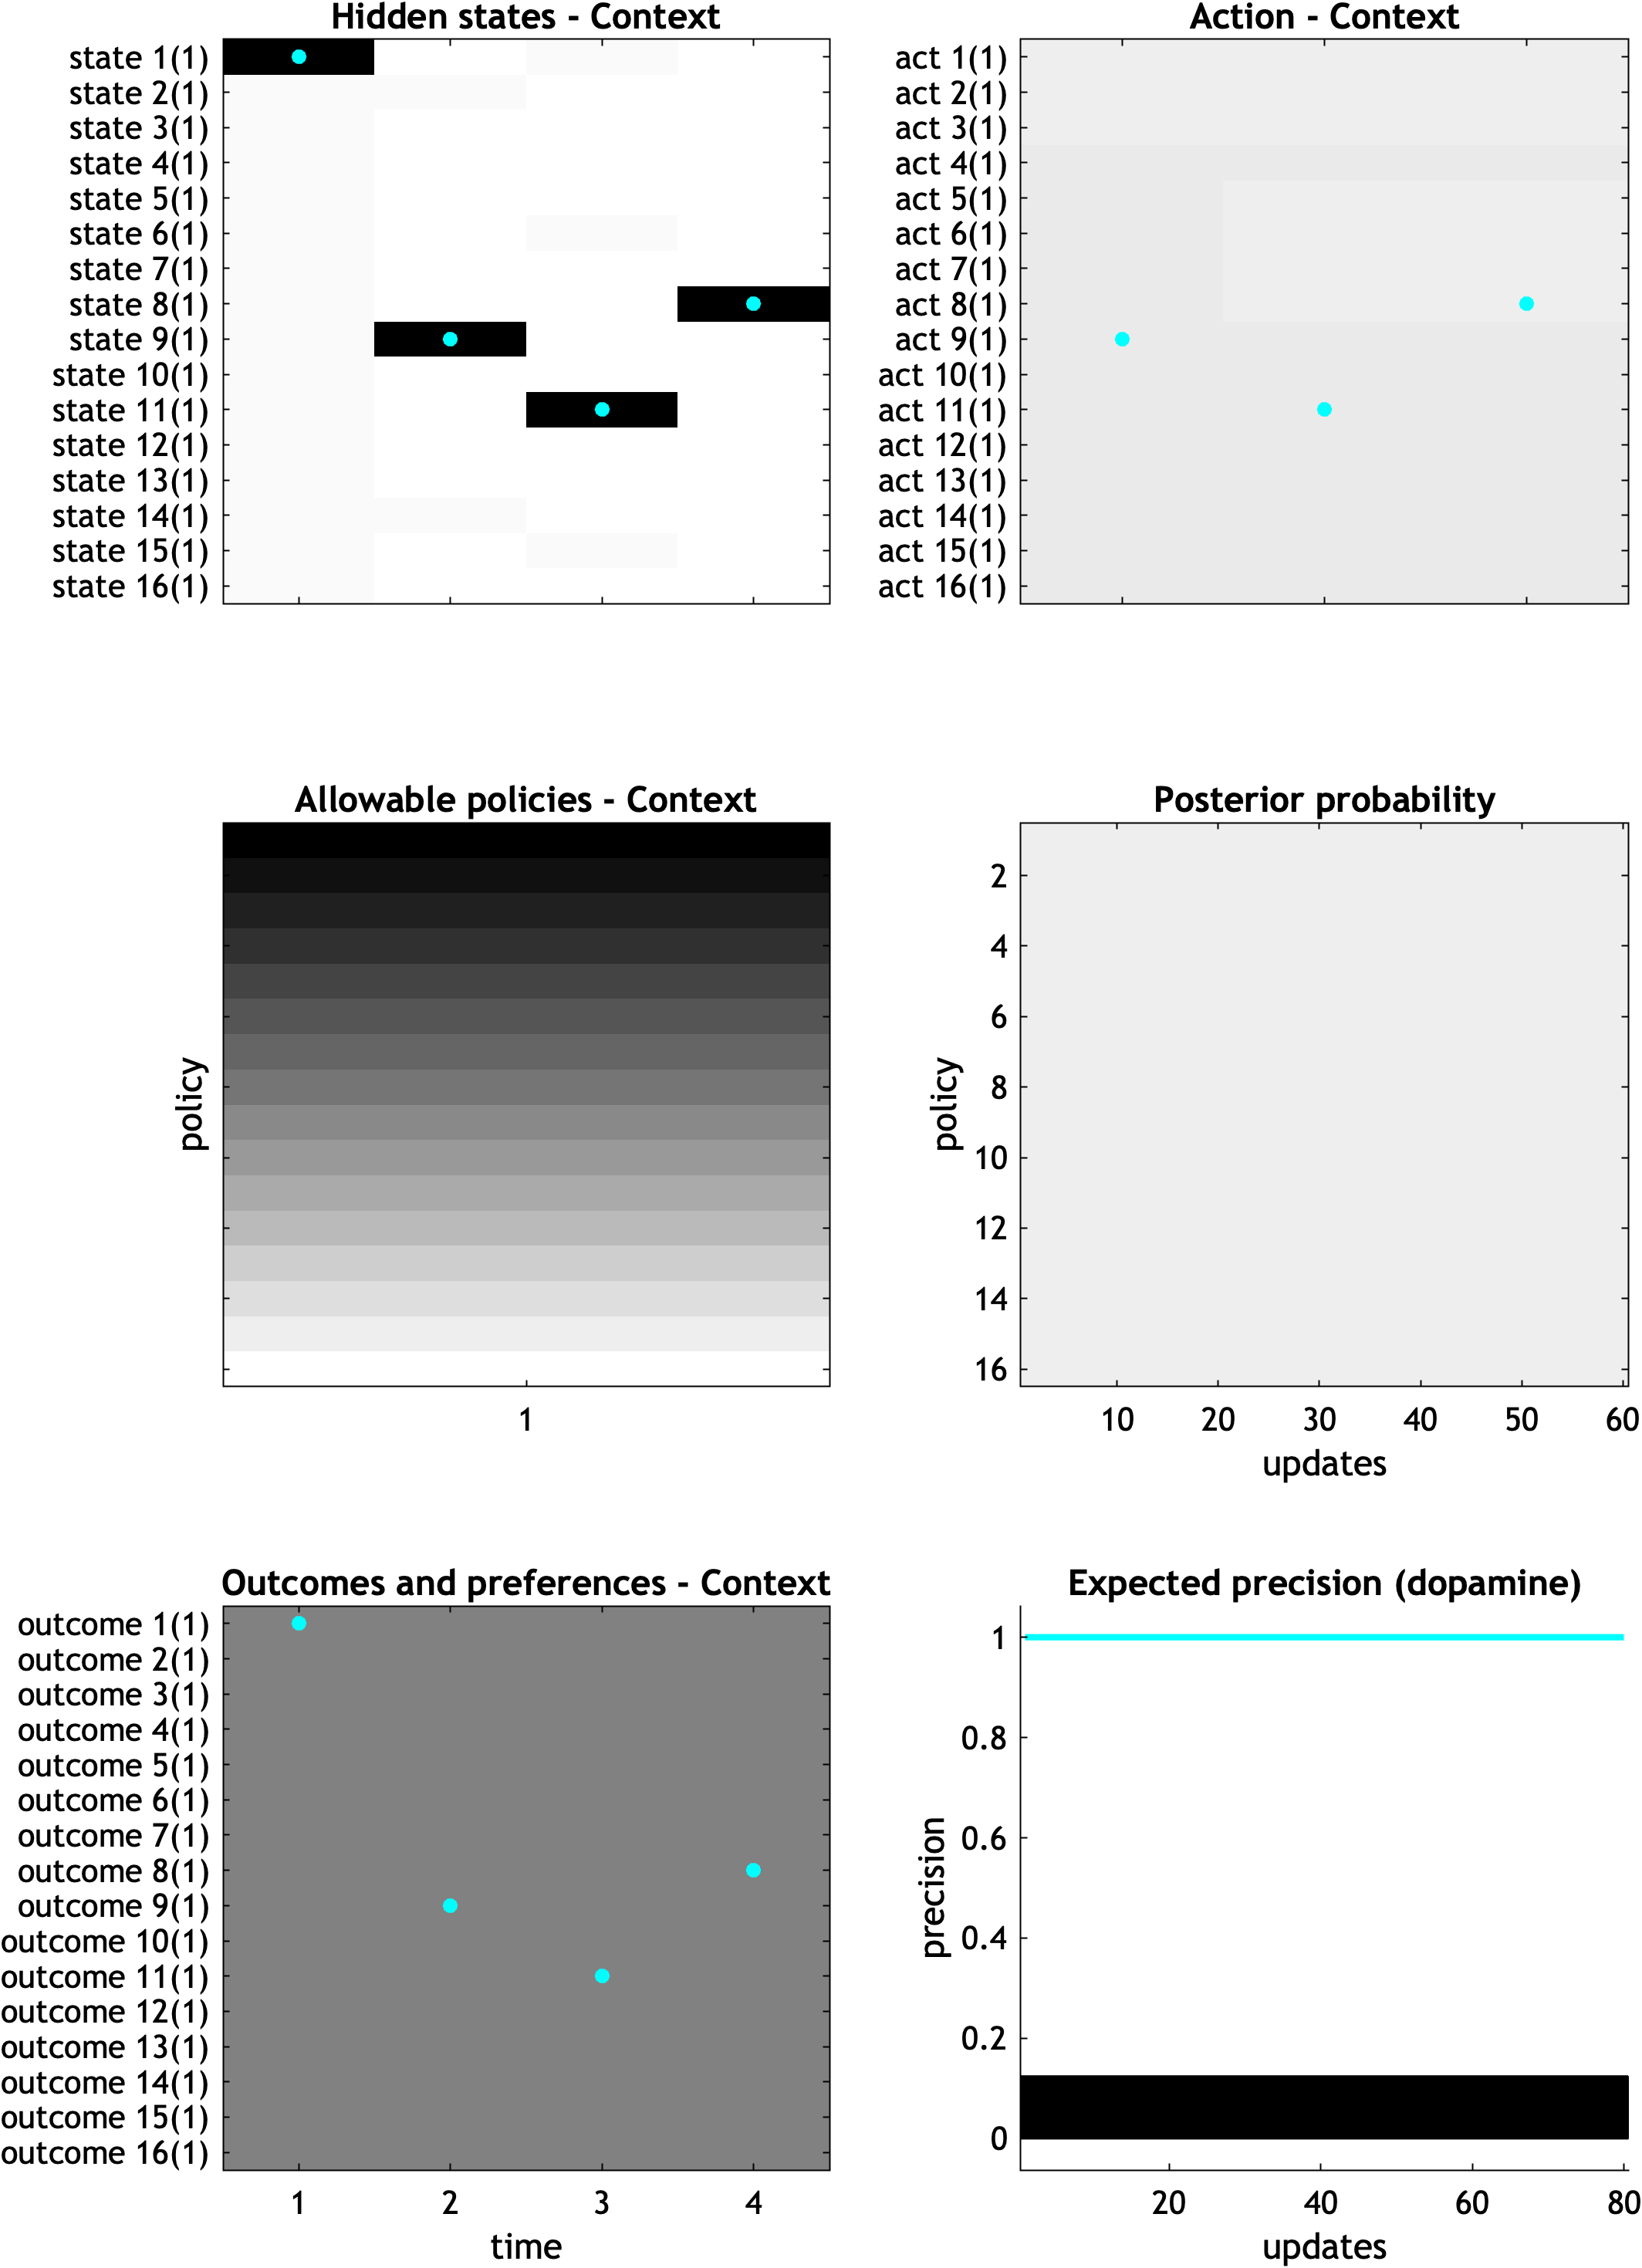 Hidden states - Context
state 1(1)
state 2(1)
state 3(1)
state 4(1)
state 5(1)
state 6(1)
state 7(1)
state 8(1)
state 9(1)
state 10(1)
state 11(1)
state 12(1)
state 13(1)
state 14(1)
state 15(1)
state 16(1)
Action - Context
act 1(1)
act 2(1)
act 3(1)
act 4(1)
act 5(1)
act 6(1)
act 7(1)
act 8(1)
act 9(1)
act 10(1)
act 11(1)
act 12(1)
act 13(1)
act 14(1)
act 15(1)
act 16(1)
Allowable policies - Context
policy
1
Posterior probability
policy
2
4
6
8
10
12
14
16
10 20 30 40 50 60
updates
Outcomes and preferences - Context
outcome 1(1)
outcome 2(1)
outcome 3(1)
outcome 4(1)
outcome 5(1)
outcome 6(1)
outcome 7(1)
outcome 8(1)
outcome 9(1)
outcome 10(1)
outcome 11(1)
outcome 12(1)
outcome 13(1)
outcome 14(1)
outcome 15(1)
outcome 16(1)
1 2 3 4
time
Expected precision (dopamine)
precision
1
0.8
0.6
0.4
0.2
0
20 40 60 80
updates